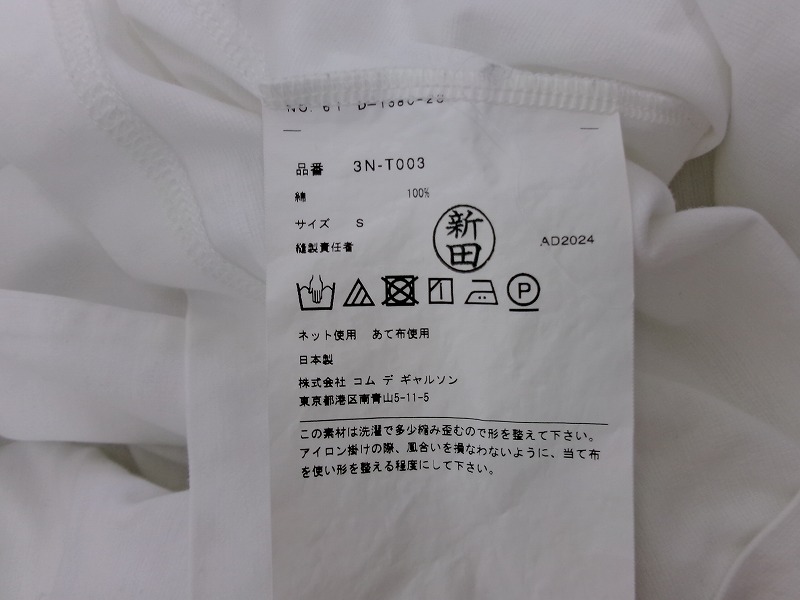 品番 3N-T003
綿 100%
サイズ S
縫製責任者
新田
AD2024
ネット使用 あて布使用
日本製
株式会社 コム デ ギャルソン
東京都港区南青山5-11-5
この素材は洗濯で多少縮み歪むので形を整えて下さい。
アイロン掛けの際、風合いを損なわないように、当て布
を使い形を整える程度にして下さい。